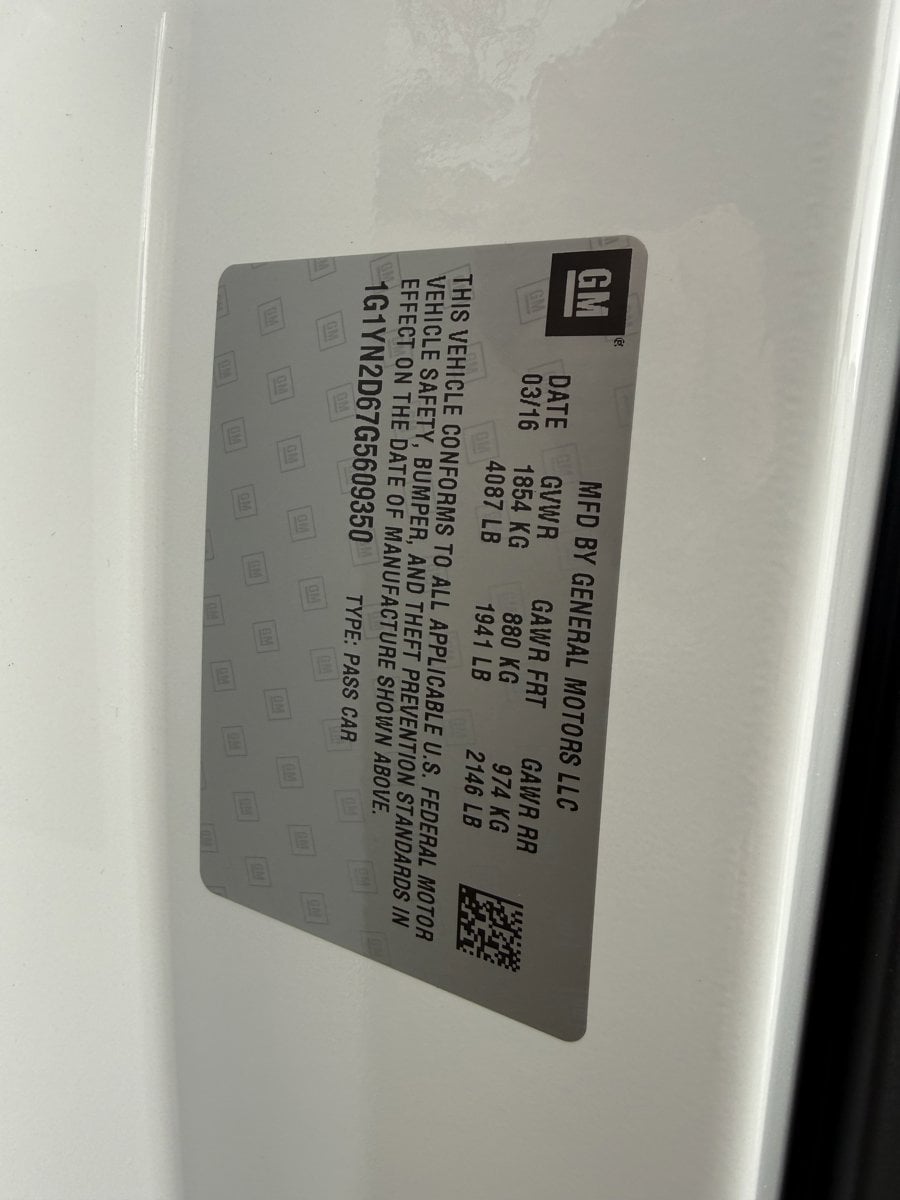 GM
MFD BY GENERAL MOTORS LLC
DATE GVWR GAWR FRT GAWR RR
03/16 1854 KG 880 KG 974 KG
4087 LB 1941 LB 2146 LB
THIS VEHICLE CONFORMS TO ALL APPLICABLE U.S. FEDERAL MOTOR
VEHICLE SAFETY, BUMPER, AND THEFT PREVENTION STANDARDS IN
EFFECT ON THE DATE OF MANUFACTURE SHOWN ABOVE.
1G1YN2D67G5609350 TYPE: PASS CAR